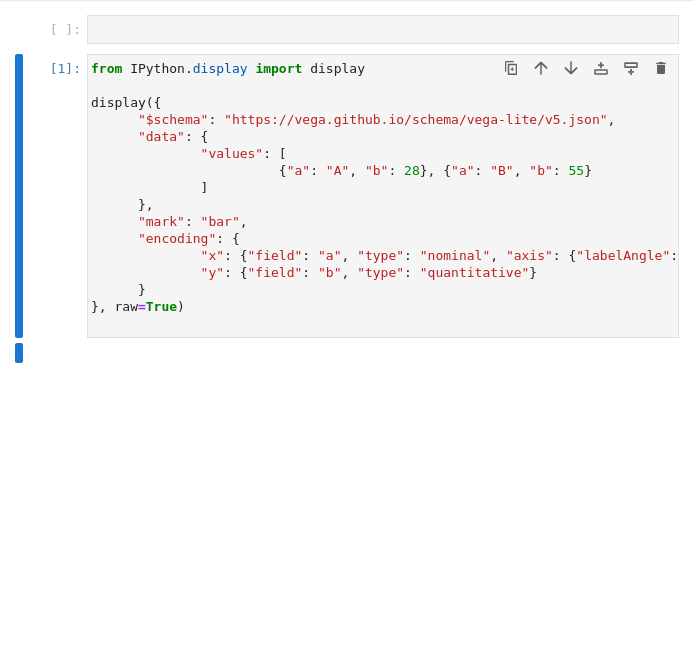 [ ]:
[1]: from IPython.display import display
display({
"$schema": "https://vega.github.io/schema/vega-lite/v5.json",
"data": {
"values": [
{"a": "A", "b": 28}, {"a": "B", "b": 55}
]
},
"mark": "bar",
"encoding": {
"x": {"field": "a", "type": "nominal", "axis": {"labelAngle":
"y": {"field": "b", "type": "quantitative"}
}
}, raw=True)